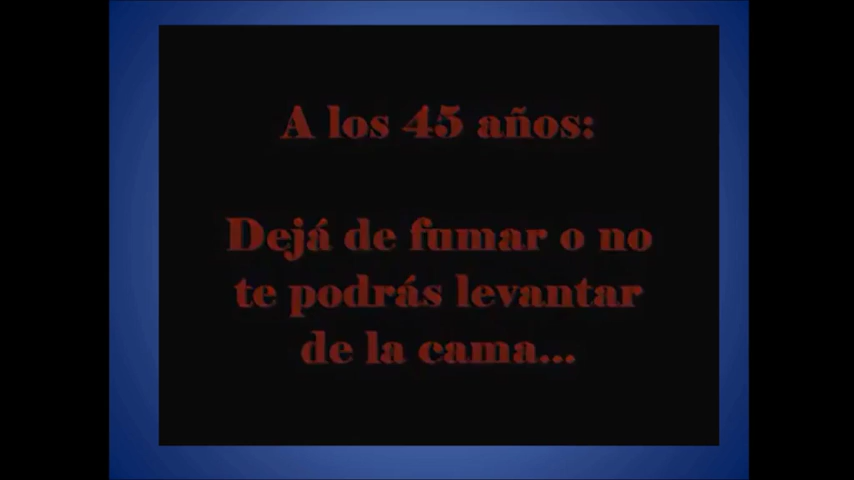 A los 45 años:
Dejá de fumar o no
te podrás levantar
de la cama...